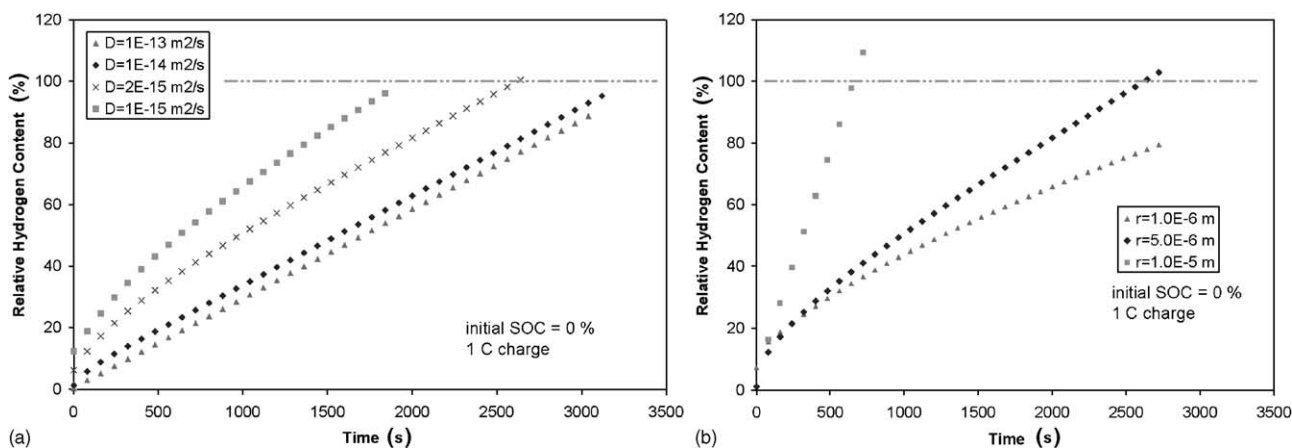 120
100
80
60
40
20
0
Relative Hydrogen Content (%)
D=1E-13 m2/s
D=1E-14 m2/s
D=2E-15 m2/s
D=1E-15 m2/s
initial SOC = 0 %
1 C charge
0 500 1000 1500 2000 2500 3000 3500
(a) Time (s)
120
100
80
60
40
20
0
Relative Hydrogen Content (%)
r=1.0E-6 m
r=5.0E-6 m
r=1.0E-5 m
initial SOC = 0 %
1 C charge
0 500 1000 1500 2000 2500 3000 3500
(b) Time (s)